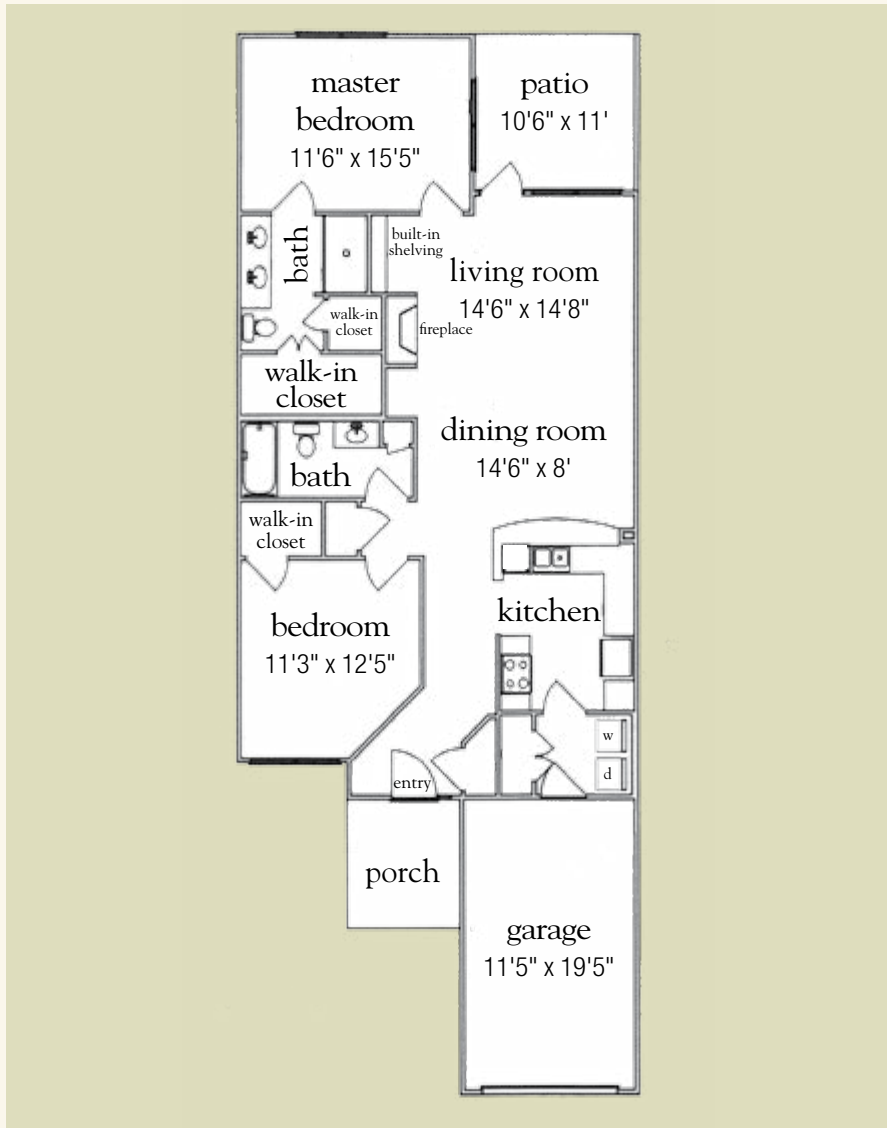 master
bedroom
11'6" x 15'5"
patio
10'6" x 11'
bath
built-in
shelving
living room
14'6" x 14'8"
walk-in
closet
fireplace
walk-in
closet
dining room
14'6" x 8'
bath
walk-in
closet
kitchen
bedroom
11'3" x 12'5"
w
d
entry
porch
garage
11'5" x 19'5"